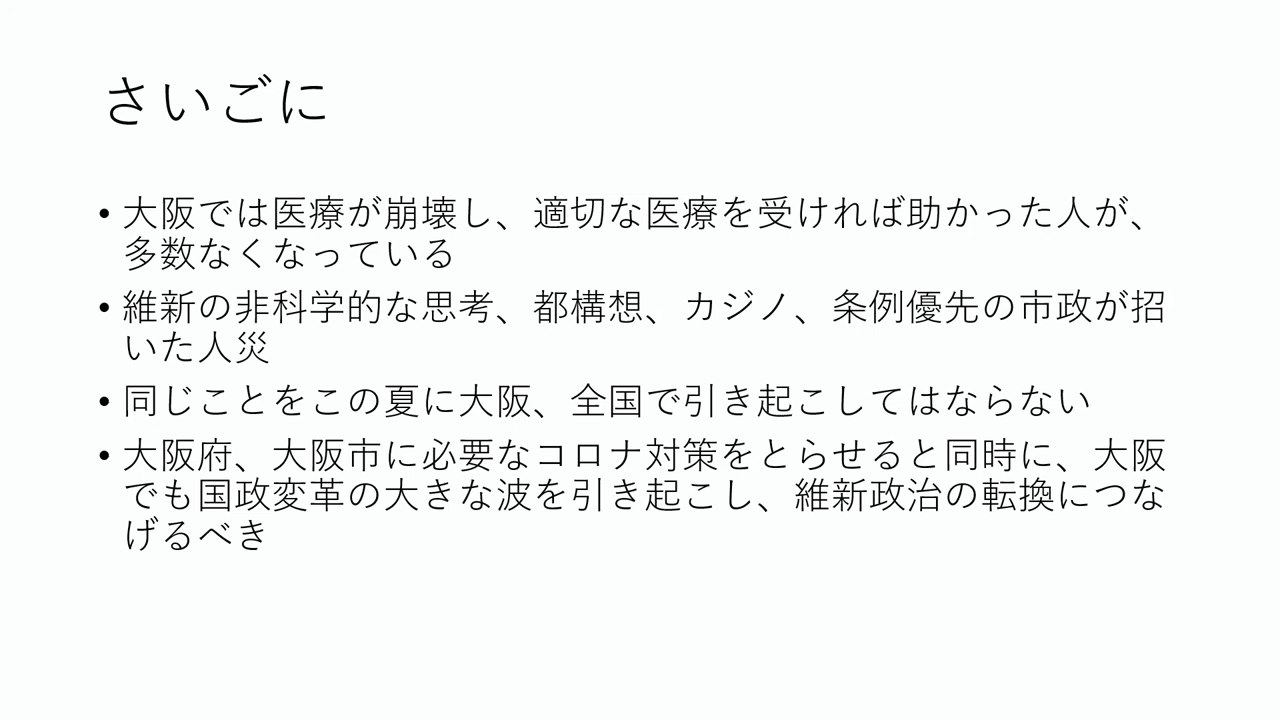 さいごに
• 大阪では医療が崩壊し、適切な医療を受ければ助かった人が、
多数なくなっている
• 維新の非科学的な思考、都構想、カジノ、条例優先の市政が招
いた人災
• 同じことをこの夏に大阪、全国で引き起こしてはならない
• 大阪府、大阪市に必要なコロナ対策をとらせると同時に、大阪
でも国政変革の大きな波を引き起こし、維新政治の転換につな
げるべき